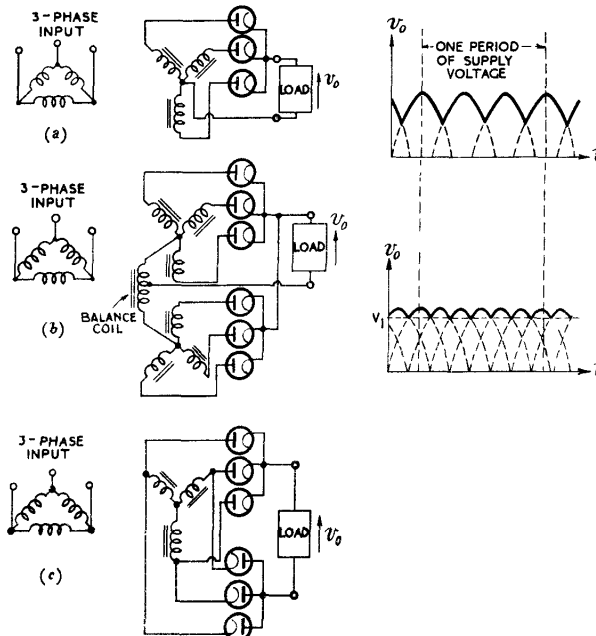 3-PHASE
INPUT
LOAD
v₀
(a)
v₀
ONE PERIOD
OF SUPPLY
VOLTAGE
t
3-PHASE
INPUT
LOAD
v₀
BALANCE
COIL
(b)
v₀
V₁
t
3-PHASE
INPUT
LOAD
v₀
(c)